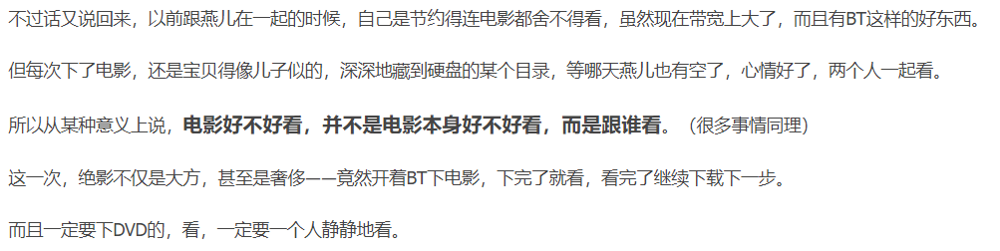 不过话又说回来，以前跟燕儿在一起的时候，自己是节约得连电影都舍不得看，虽然现在带宽上大了，而且有BT这样的好东西。
但每次下了电影，还是宝贝得像儿子似的，深深地藏到硬盘的某个目录，等哪天燕儿也有空了，心情好了，两个人一起看。
所以从某种意义上说，电影好不好看，并不是电影本身好不好看，而是跟谁看。（很多事情同理）
这一次，绝影不仅是大方，甚至是奢侈——竟然开着BT下电影，下完了就看，看完了继续下载下一步。
而且一定要下DVD的，看，一定要一个人静静地看。